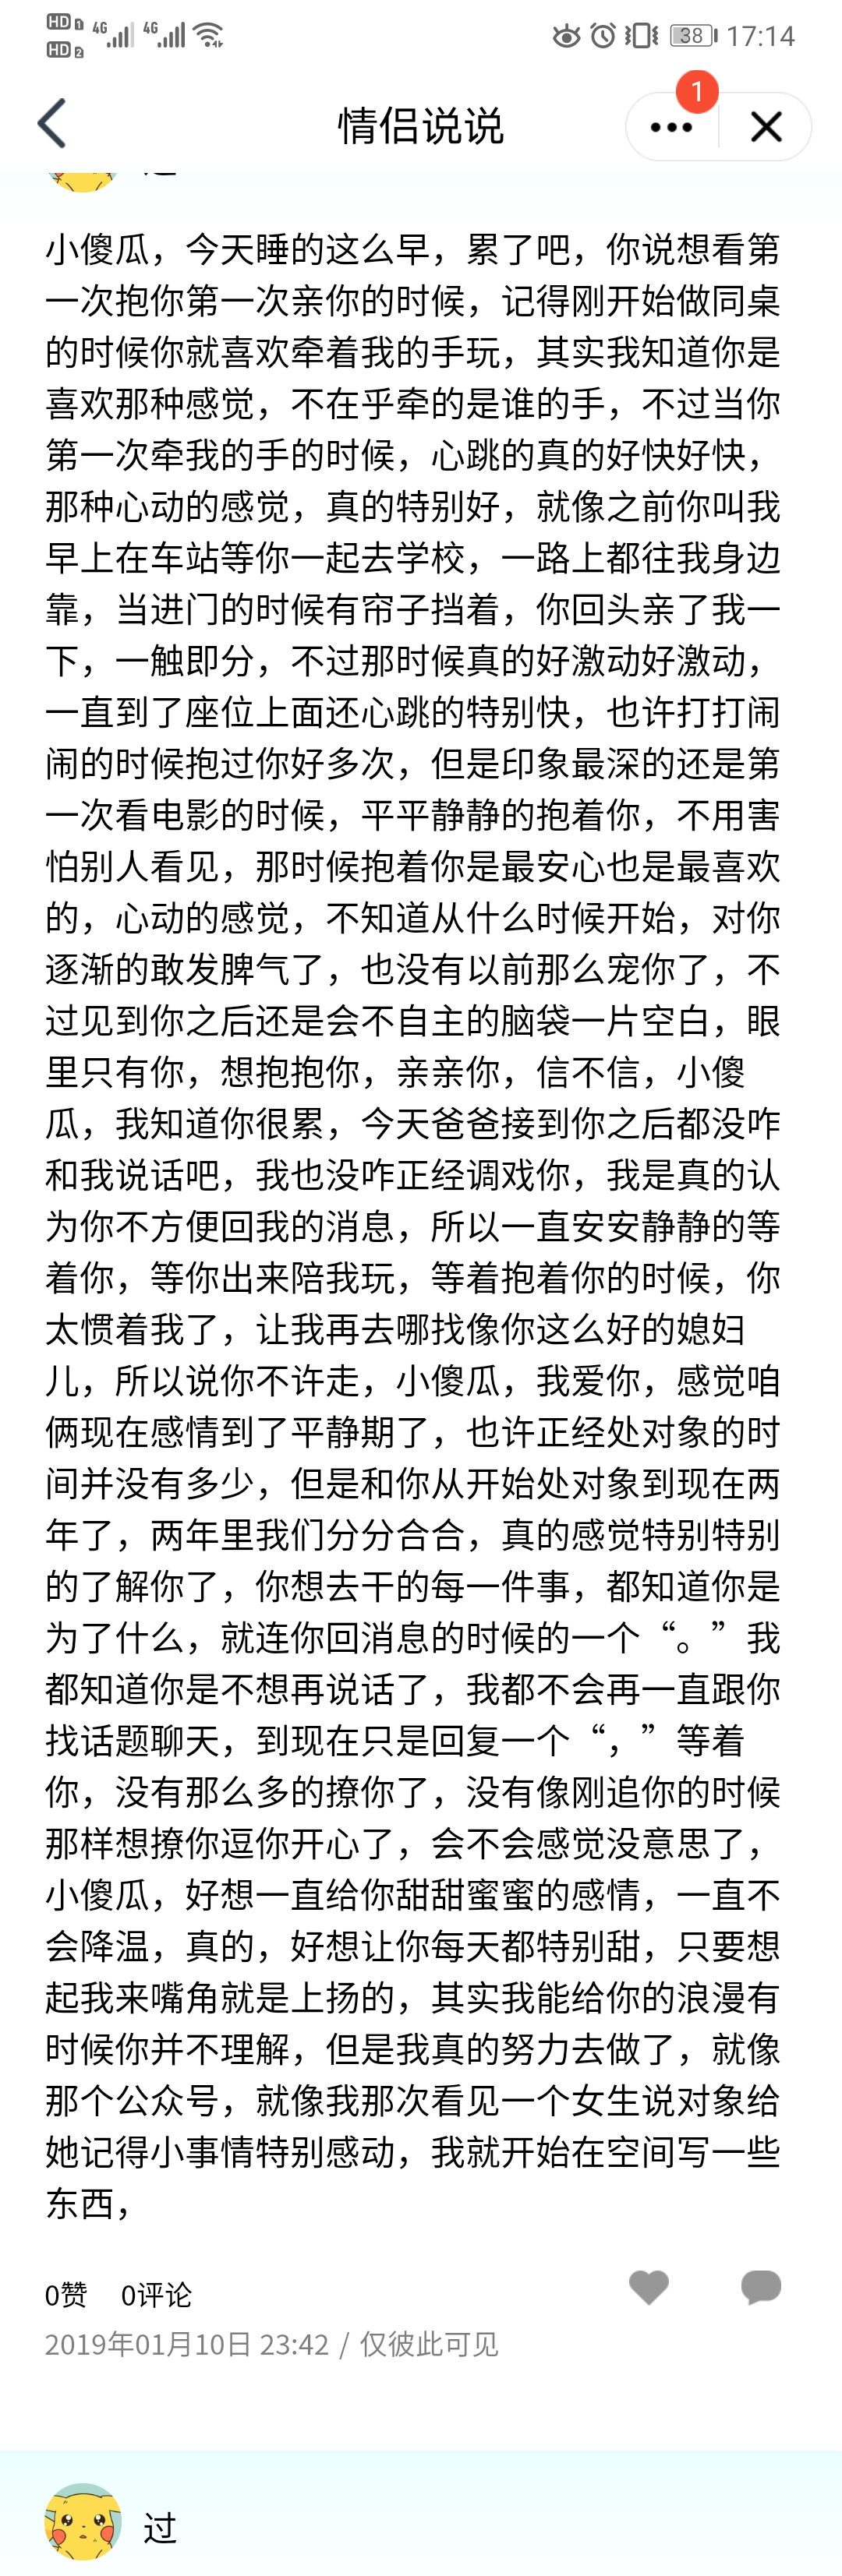 HD 1 4G 4G
HD 2
38 17:14
情侣说说
1
小傻瓜，今天睡的这么早，累了吧，你说想看第
一次抱你第一次亲你的时候，记得刚开始做同桌
的时候你就喜欢牵着我的手玩，其实我知道你是
喜欢那种感觉，不在乎牵的是谁的手，不过当你
第一次牵我的手的时候，心跳的真的好快好快，
那种心动的感觉，真的特别好，就像之前你叫我
早上在车站等你一起去学校，一路上都往我身边
靠，当进门的时候有帘子挡着，你回头亲了我一
下，一触即分，不过那时候真的好激动好激动，
一直到了座位上面还心跳的特别快，也许打打闹
闹的时候抱过你好多次，但是印象最深的还是第
一次看电影的时候，平平静静的抱着你，不用害
怕别人看见，那时候抱着你是最安心也是最喜欢
的，心动的感觉，不知道从什么时候开始，对你
逐渐的敢发脾气了，也没有以前那么宠你了，不
过见到你之后还是会不自主的脑袋一片空白，眼
里只有你，想抱抱你，亲亲你，信不信，小傻
瓜，我知道你很累，今天爸爸接到你之后都没咋
和我说话吧，我也没咋正经调戏你，我是真的认
为你不方便回我的消息，所以一直安安静静的等
着你，等你出来陪我玩，等着抱着你的时候，你
太惯着我了，让我再去哪找像你这么好的媳妇
儿，所以说你不许走，小傻瓜，我爱你，感觉咱
俩现在感情到了平静期了，也许正经处对象的时
间并没有多少，但是和你从开始处对象到现在两
年了，两年里我们分分合合，真的感觉特别特别
的了解你了，你想去干的每一件事，都知道你是
为了什么，就连你回消息的时候的一个“。”我
都知道你是不想再说话了，我都不会再一直跟你
找话题聊天，到现在只是回复一个“，”等着
你，没有那么多的撩你了，没有像刚追你的时候
那样想撩你逗你开心了，会不会感觉没意思了，
小傻瓜，好想一直给你甜甜蜜蜜的感情，一直不
会降温，真的，好想让你每天都特别甜，只要想
起我来嘴角就是上扬的，其实我能给你的浪漫有
时候你并不理解，但是我真的努力去做了，就像
那个公众号，就像我那次看见一个女生说对象给
她记得小事情特别感动，我就开始在空间写一些
东西，
0赞 0评论
2019年01月10日 23:42 / 仅彼此可见
过